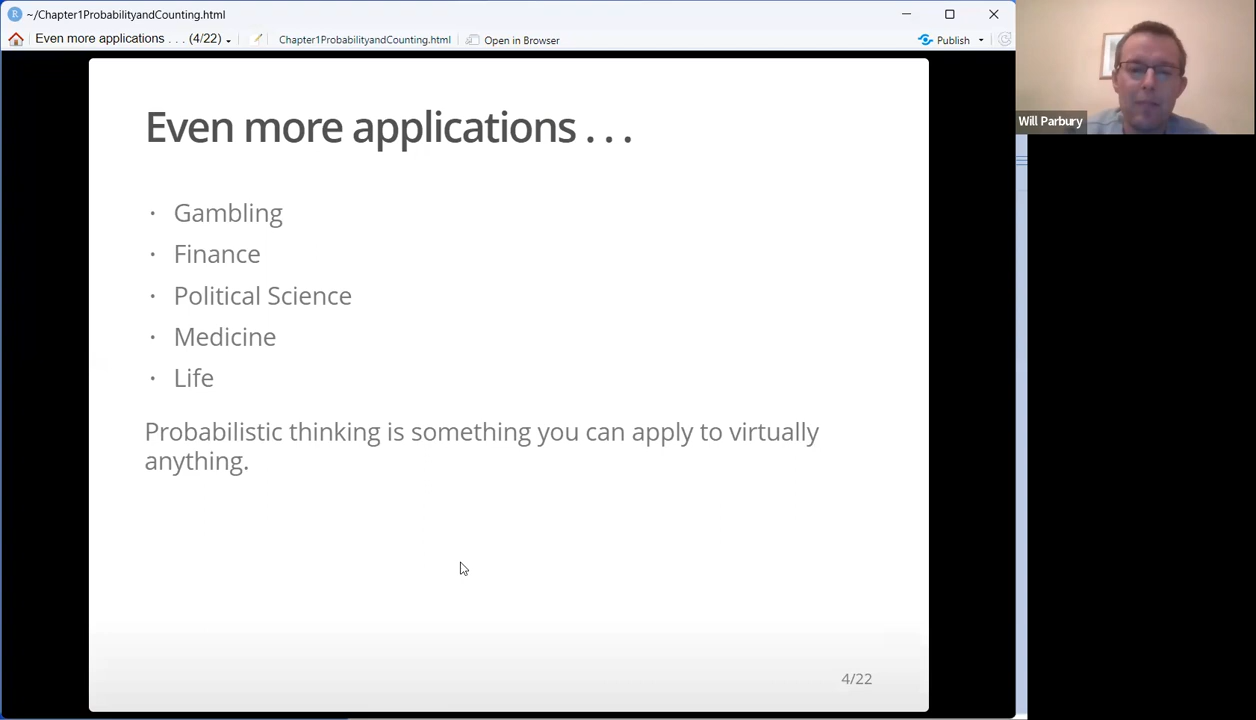 ~/Chapter1ProbabilityandCounting.html
Even more applications . . . (4/22)
Chapter1ProbabilityandCounting.html
Open in Browser
Publish
Will Parbury
Even more applications . . .
· Gambling
· Finance
· Political Science
· Medicine
· Life
Probabilistic thinking is something you can apply to virtually
anything.
4/22